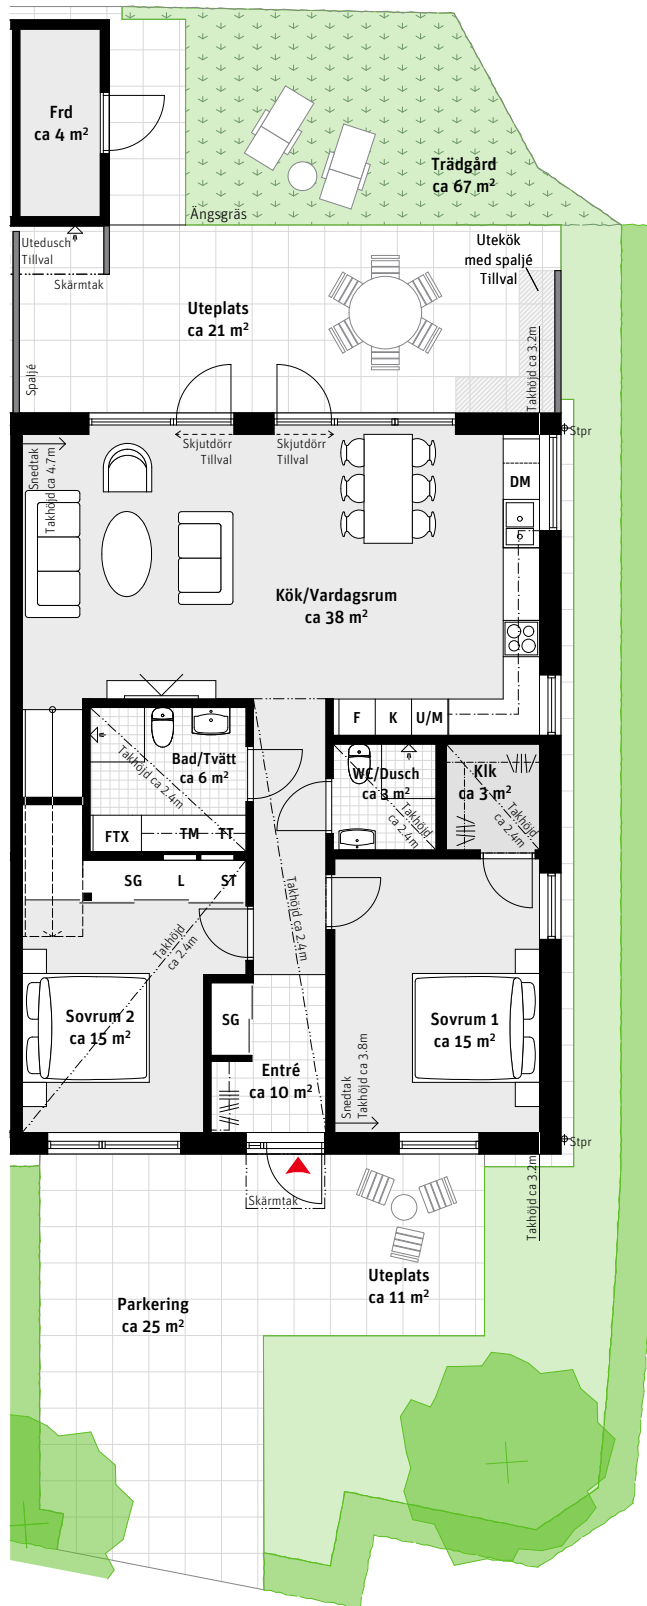 Frd
ca 4 m²
Trädgård
ca 67 m²
Ängsgräs
Utedusch
Tillval
Skärmtak
Utekök
med spaljé
Tillval
Uteplats
ca 21 m²
Spaljé
Takhöjd ca 3.2m
Skjutdörr
Tillval
Skjutdörr
Tillval
Stpr
Snedtak
Takhöjd ca 4.7m
DM
Kök/Vardagsrum
ca 38 m²
F
K
U/M
Bad/Tvätt
ca 6 m²
Takhöjd ca 2.4m
WC/Dusch
ca 3 m²
Takhöjd
ca 2.4m
Klk
ca 3 m²
Takhöjd
ca 2.4m
FTX
TM
TT
SG
L
ST
Takhöjd ca 2.4m
Takhöjd
ca 2.4m
Sovrum 2
ca 15 m²
SG
Sovrum 1
ca 15 m²
Entré
ca 10 m²
Snedtak
Takhöjd ca 3.8m
Stpr
Skärmtak
Takhöjd ca 3.2m
Uteplats
ca 11 m²
Parkering
ca 25 m²